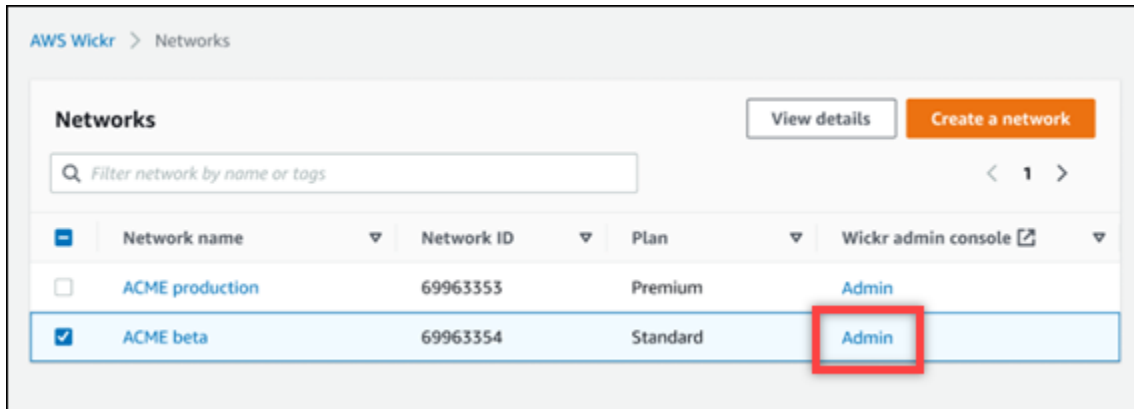 AWS Wickr > Networks
Networks View details Create a network
Filter network by name or tags < 1 >
Network name Network ID Plan Wickr admin console
ACME production 69963353 Premium Admin
ACME beta 69963354 Standard Admin